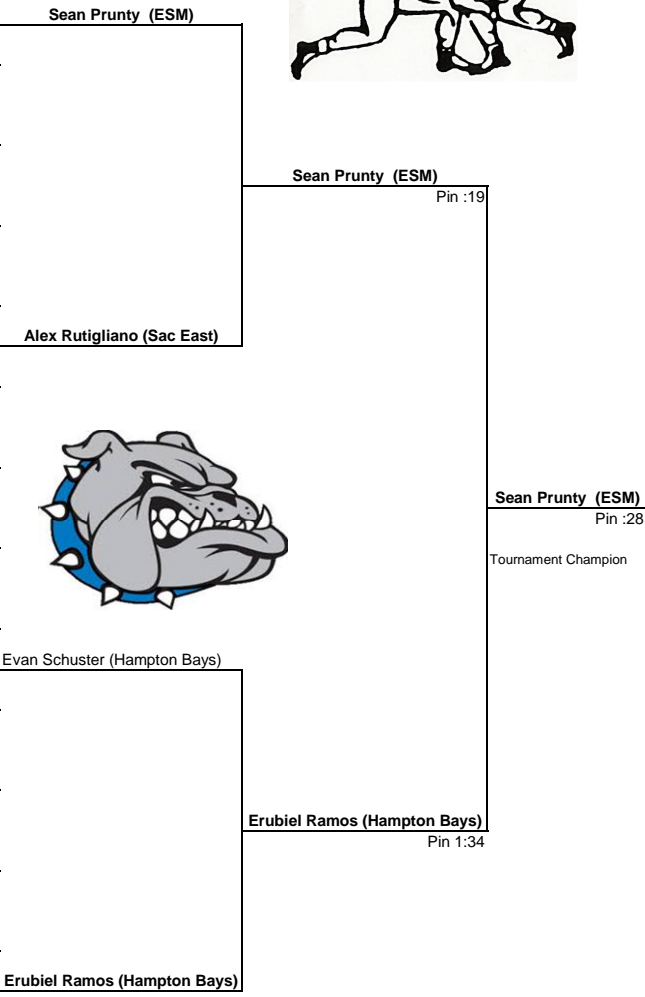 Sean Prunty (ESM)
Sean Prunty (ESM)
Pin :19
Alex Rutigliano (Sac East)
Sean Prunty (ESM)
Pin :28
Tournament Champion
Evan Schuster (Hampton Bays)
Erubiel Ramos (Hampton Bays)
Pin 1:34
Erubiel Ramos (Hampton Bays)